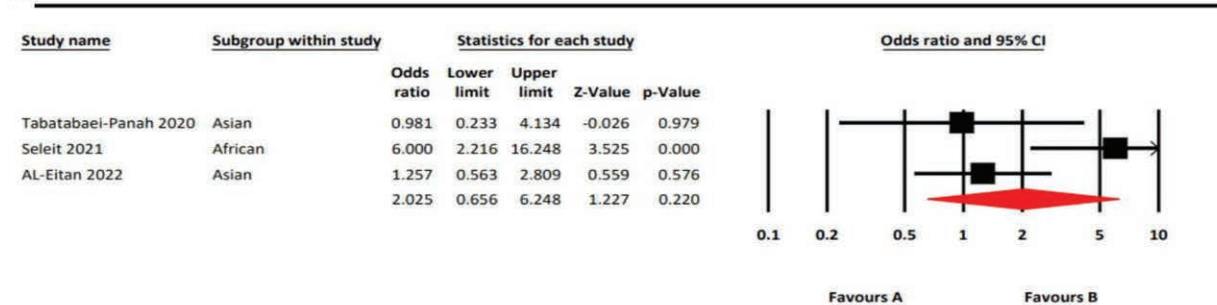 Study name Subgroup within study Statistics for each study Odds ratio and 95% CI
Odds Lower Upper
ratio limit limit Z-Value p-Value
Tabatabaei-Panah 2020 Asian 0.981 0.233 4.134 -0.026 0.979
Seleit 2021 African 6.000 2.216 16.248 3.525 0.000
AL-Eitan 2022 Asian 1.257 0.563 2.809 0.559 0.576
2.025 0.656 6.248 1.227 0.220
0.1 0.2 0.5 1 2 5 10
Favours A Favours B